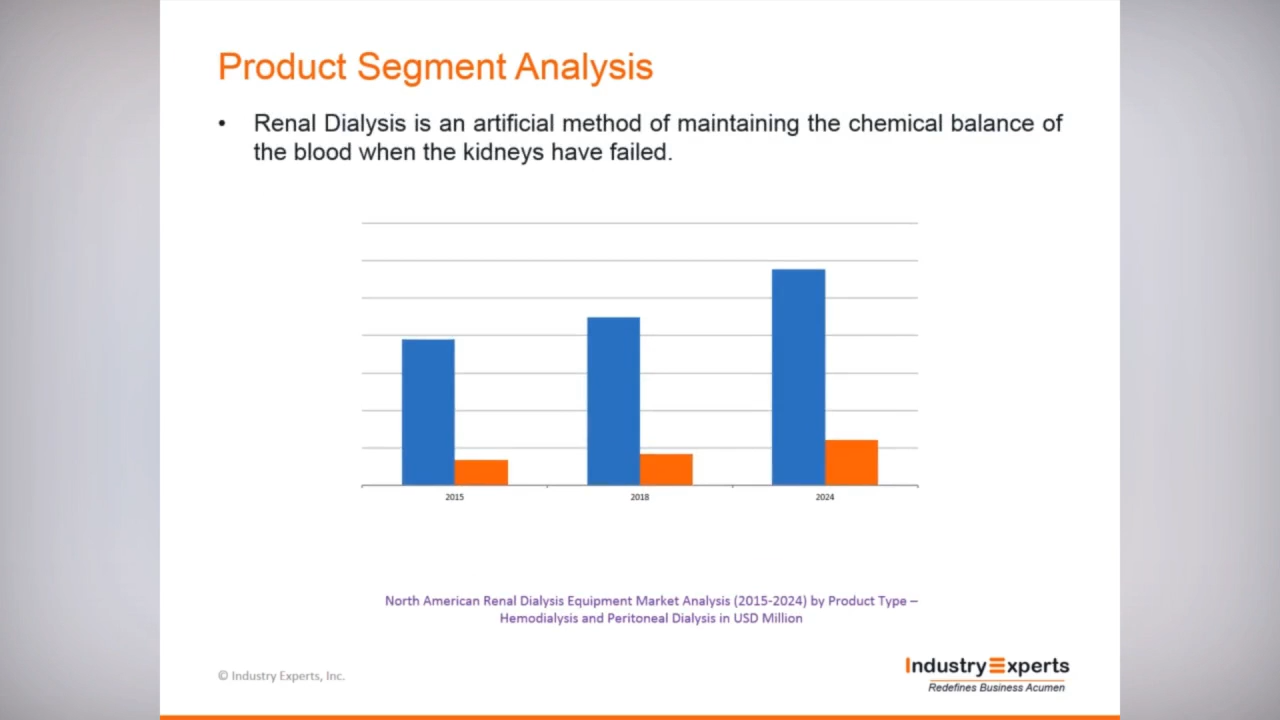 Product Segment Analysis
• Renal Dialysis is an artificial method of maintaining the chemical balance of
the blood when the kidneys have failed.
2015 2018 2024
North American Renal Dialysis Equipment Market Analysis (2015-2024) by Product Type –
Hemodialysis and Peritoneal Dialysis in USD Million
© Industry Experts, Inc.
IndustryExperts
Redefines Business Acumen